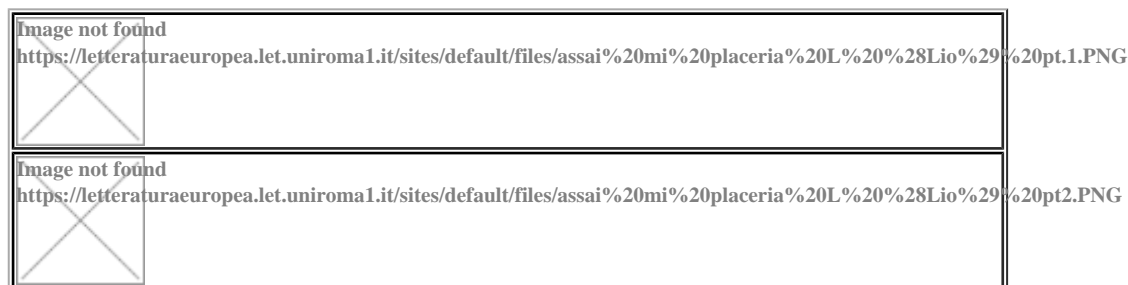 Image not found
https://letteraturaeuropea.let.uniroma1.it/sites/default/files/assai%20mi%20placeria%20L%20%28Lio%29%20pt.1.PNG
Image not found
https://letteraturaeuropea.let.uniroma1.it/sites/default/files/assai%20mi%20placeria%20L%20%28Lio%29%20pt2.PNG